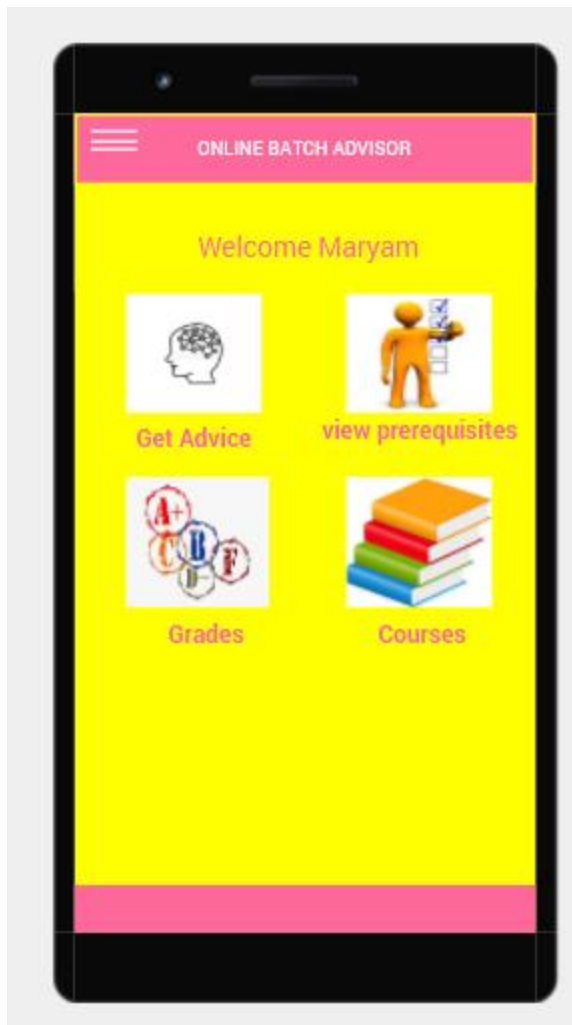 ONLINE BATCH ADVISOR
Welcome Maryam
Get Advice
view prerequisites
A+
C B F
D-
Grades
Courses